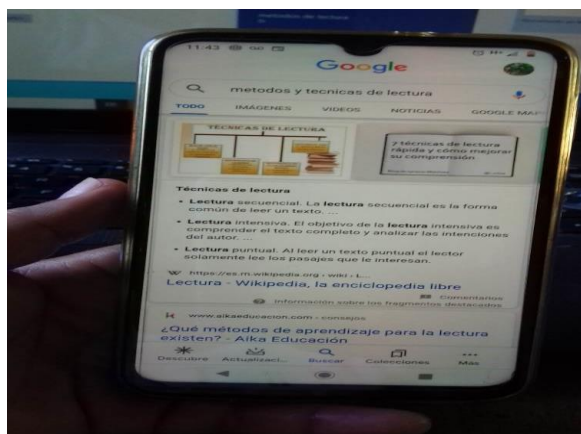 11:43
Google
metodos y tecnicas de lectura
TODO IMÁGENES VIDEOS NOTICIAS GOOGLE MAP
TÉCNICAS DE LECTURA
7 técnicas de lectura
rápida y cómo mejorar
su comprensión
Técnicas de lectura
• Lectura secuencial. La lectura secuencial es la forma
común de leer un texto. ...
• Lectura intensiva. El objetivo de la lectura intensiva es
comprender el texto completo y analizar las intenciones
del autor. ...
• Lectura puntual. Al leer un texto puntual el lector
solamente lee los pasajes que le interesan.
W https://es.m.wikipedia.org › wiki › L...
Lectura - Wikipedia, la enciclopedia libre
Comentarios
Información sobre los fragmentos destacados
www.aikaeducacion.com › consejos
¿Qué métodos de aprendizaje para la lectura
existen? - Aika Educación
Descubre Actualizaci... Buscar Colecciones Más